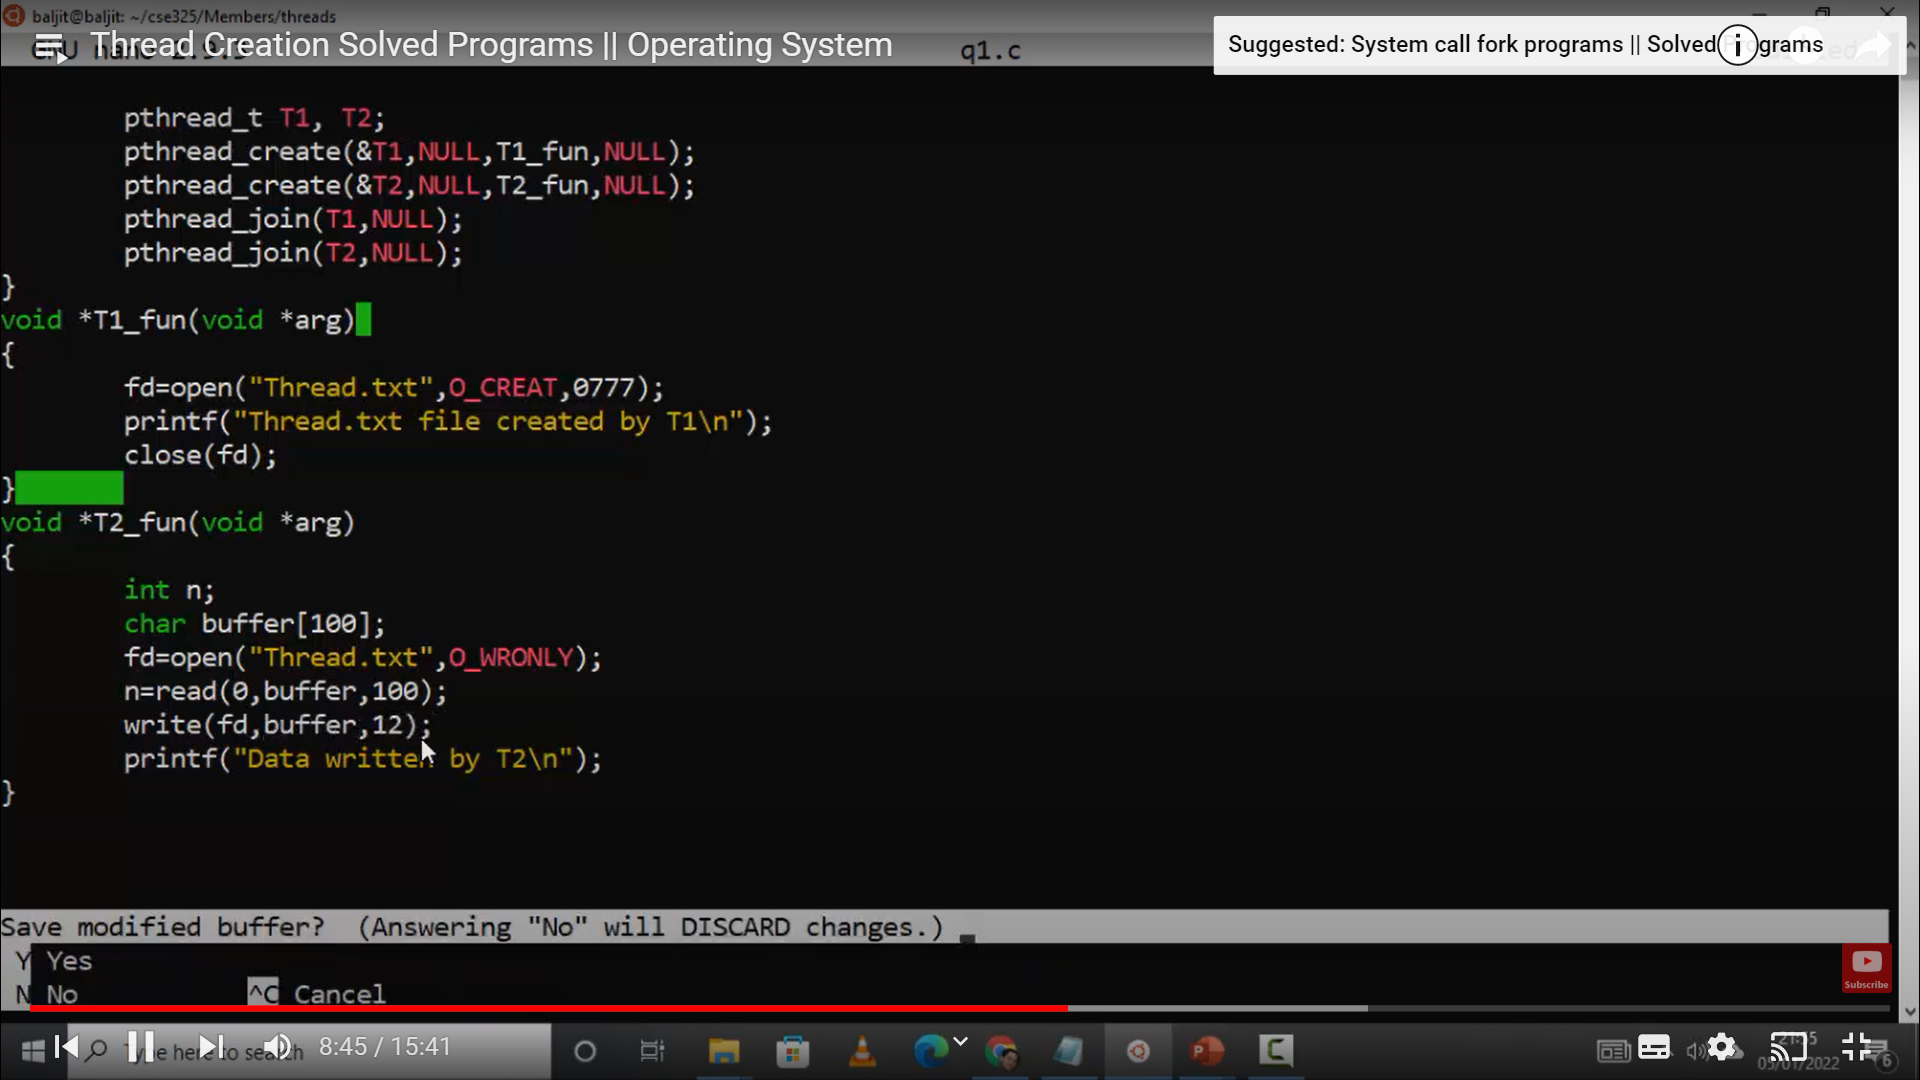 baljit@baljit: ~/cse325/Members/threads
Thread Creation Solved Programs || Operating System
q1.c
Suggested: System call fork programs || Solved Programs
pthread_t T1, T2;
pthread_create(&T1,NULL,T1_fun,NULL);
pthread_create(&T2,NULL,T2_fun,NULL);
pthread_join(T1,NULL);
pthread_join(T2,NULL);
}
void *T1_fun(void *arg)
{
fd=open("Thread.txt",O_CREAT,0777);
printf("Thread.txt file created by T1\n");
close(fd);
}
void *T2_fun(void *arg)
{
int n;
char buffer[100];
fd=open("Thread.txt",O_WRONLY);
n=read(0,buffer,100);
write(fd,buffer,12);
printf("Data written by T2\n");
}
Save modified buffer? (Answering "No" will DISCARD changes.)
Y Yes
N No ^C Cancel
Subscribe
8:45 / 15:41
Type here to search
05/01/2022
6